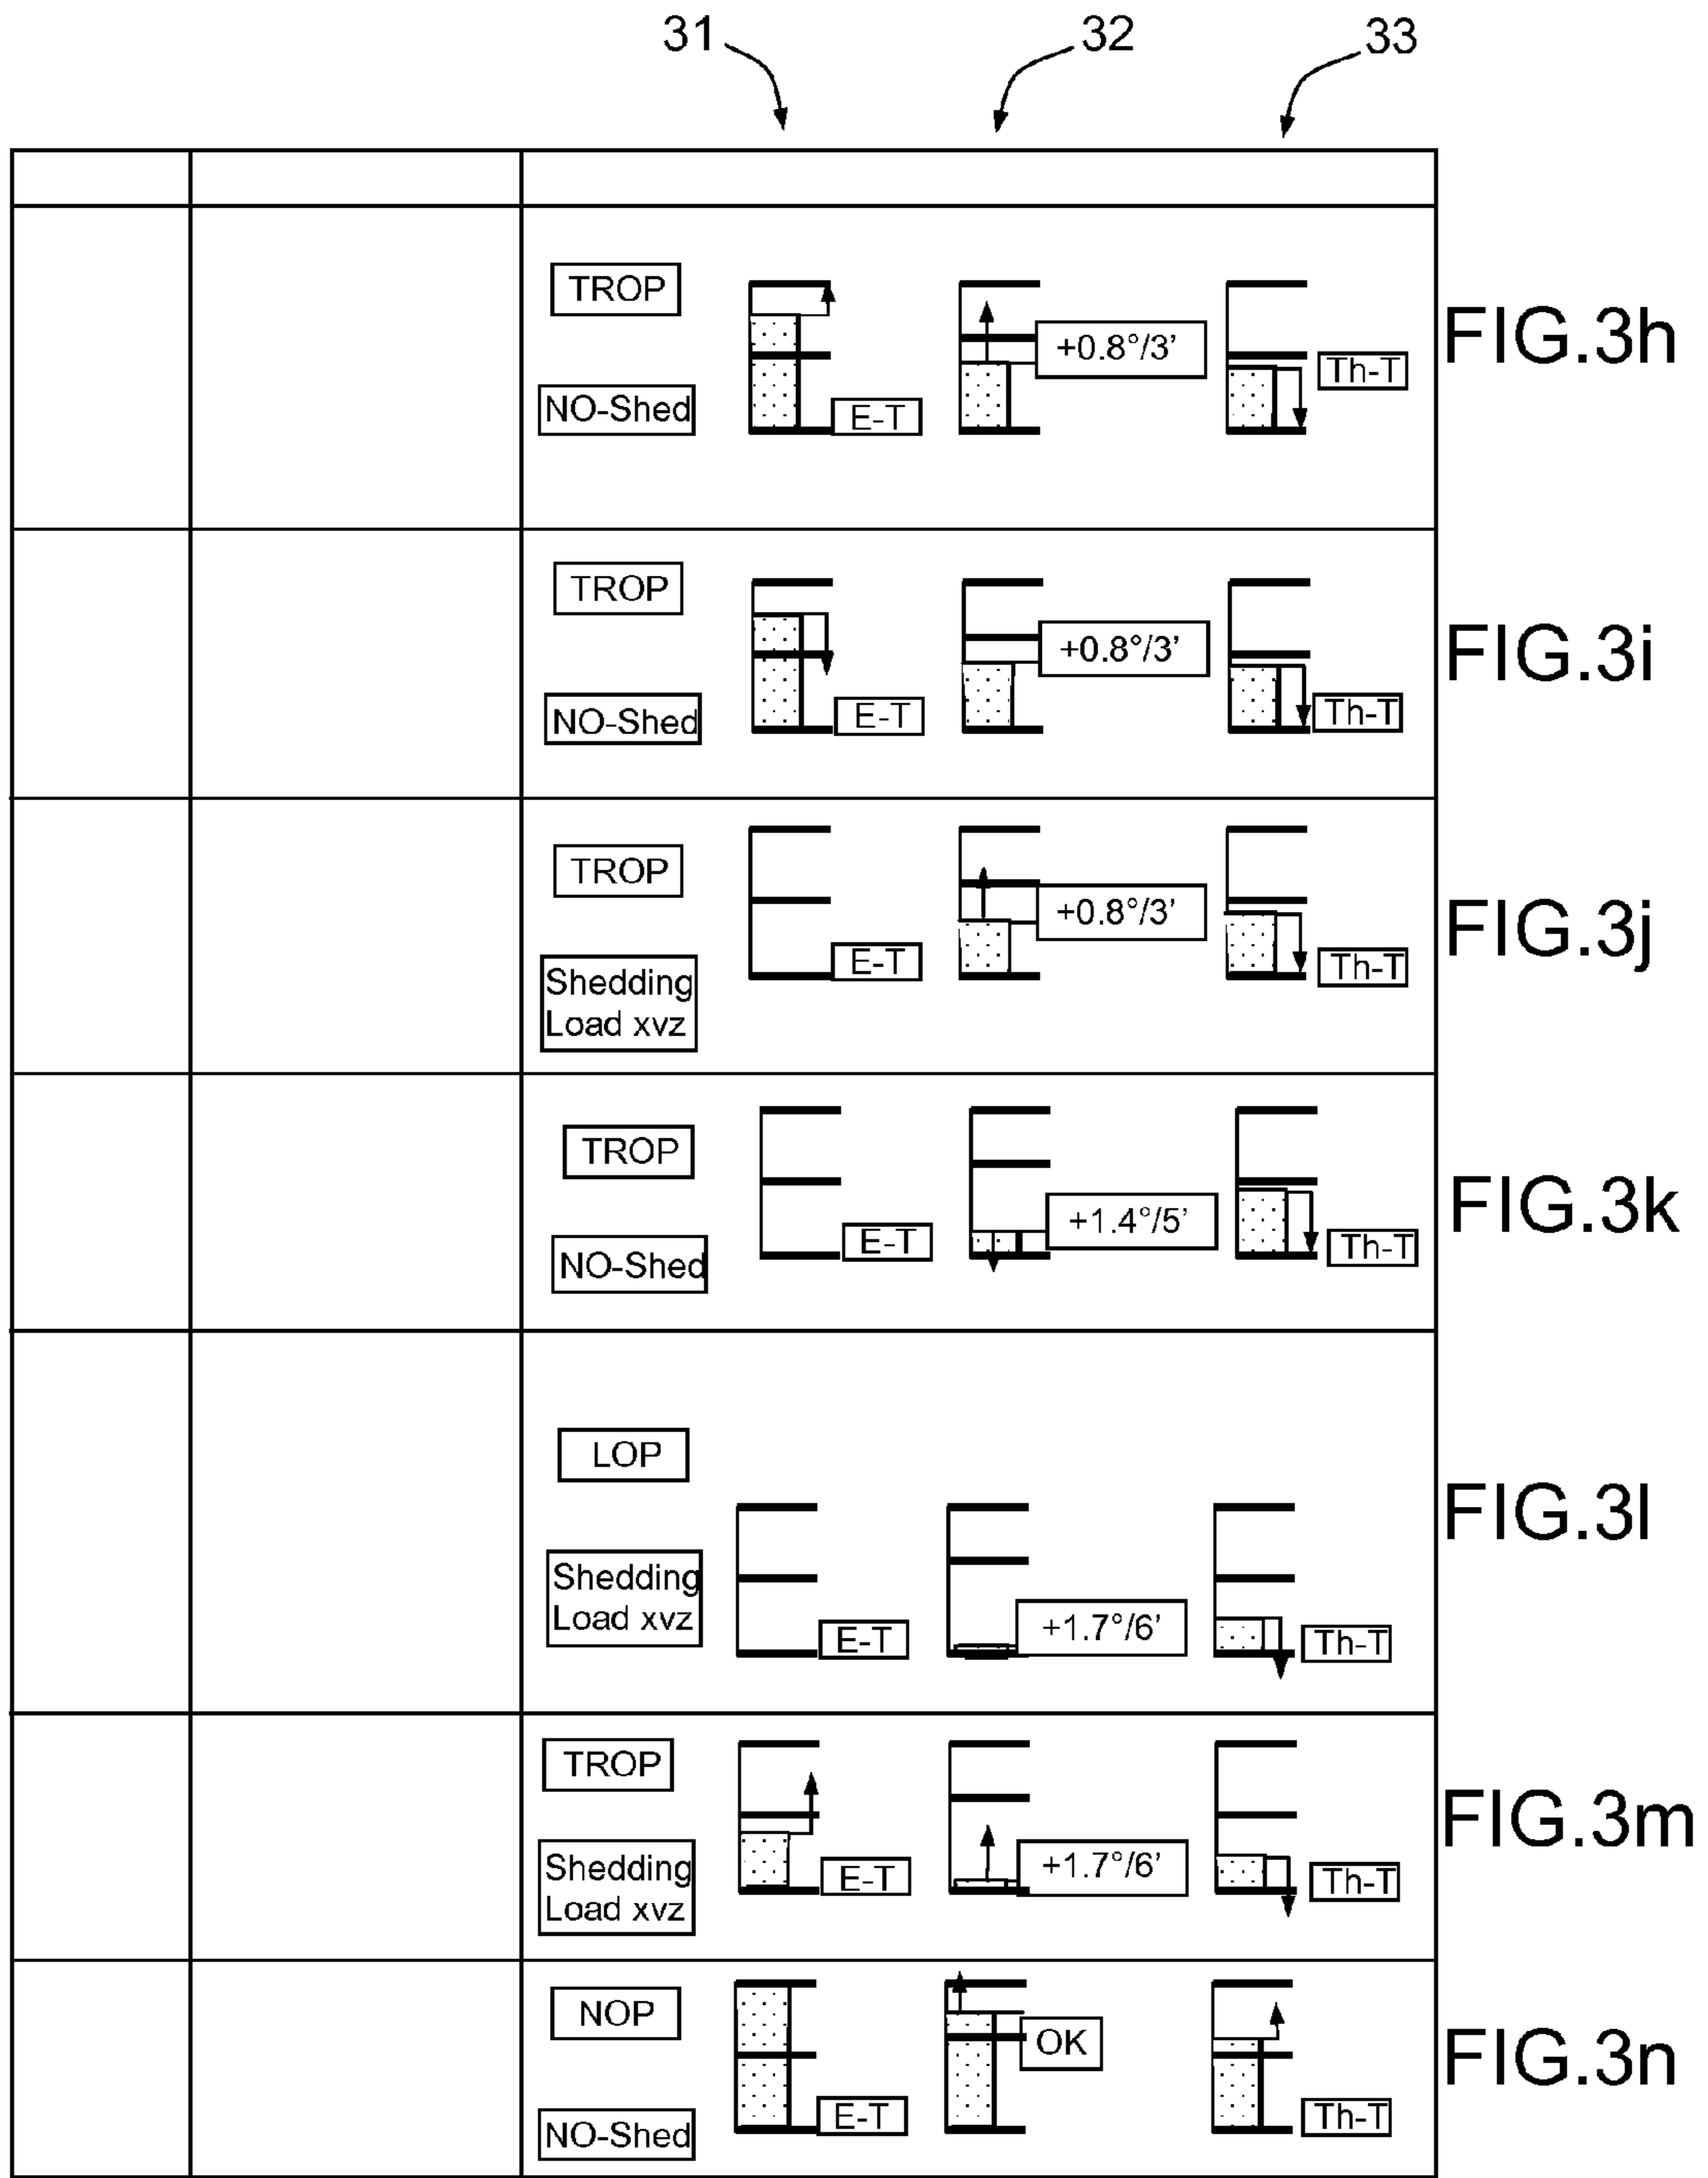 31 32 33
TROP
+0.8°/3'
Th-T
NO-Shed
E-T
FIG.3h
TROP
+0.8°/3'
NO-Shed
E-T
Th-T
FIG.3i
TROP
+0.8°/3'
E-T
Th-T
Shedding
Load xvz
FIG.3j
TROP
+1.4°/5'
E-T
Th-T
NO-Shed
FIG.3k
LOP
Shedding
Load xvz
+1.7°/6'
E-T
Th-T
FIG.3l
TROP
+1.7°/6'
Shedding
Load xvz
E-T
Th-T
FIG.3m
NOP
OK
E-T
Th-T
NO-Shed
FIG.3n